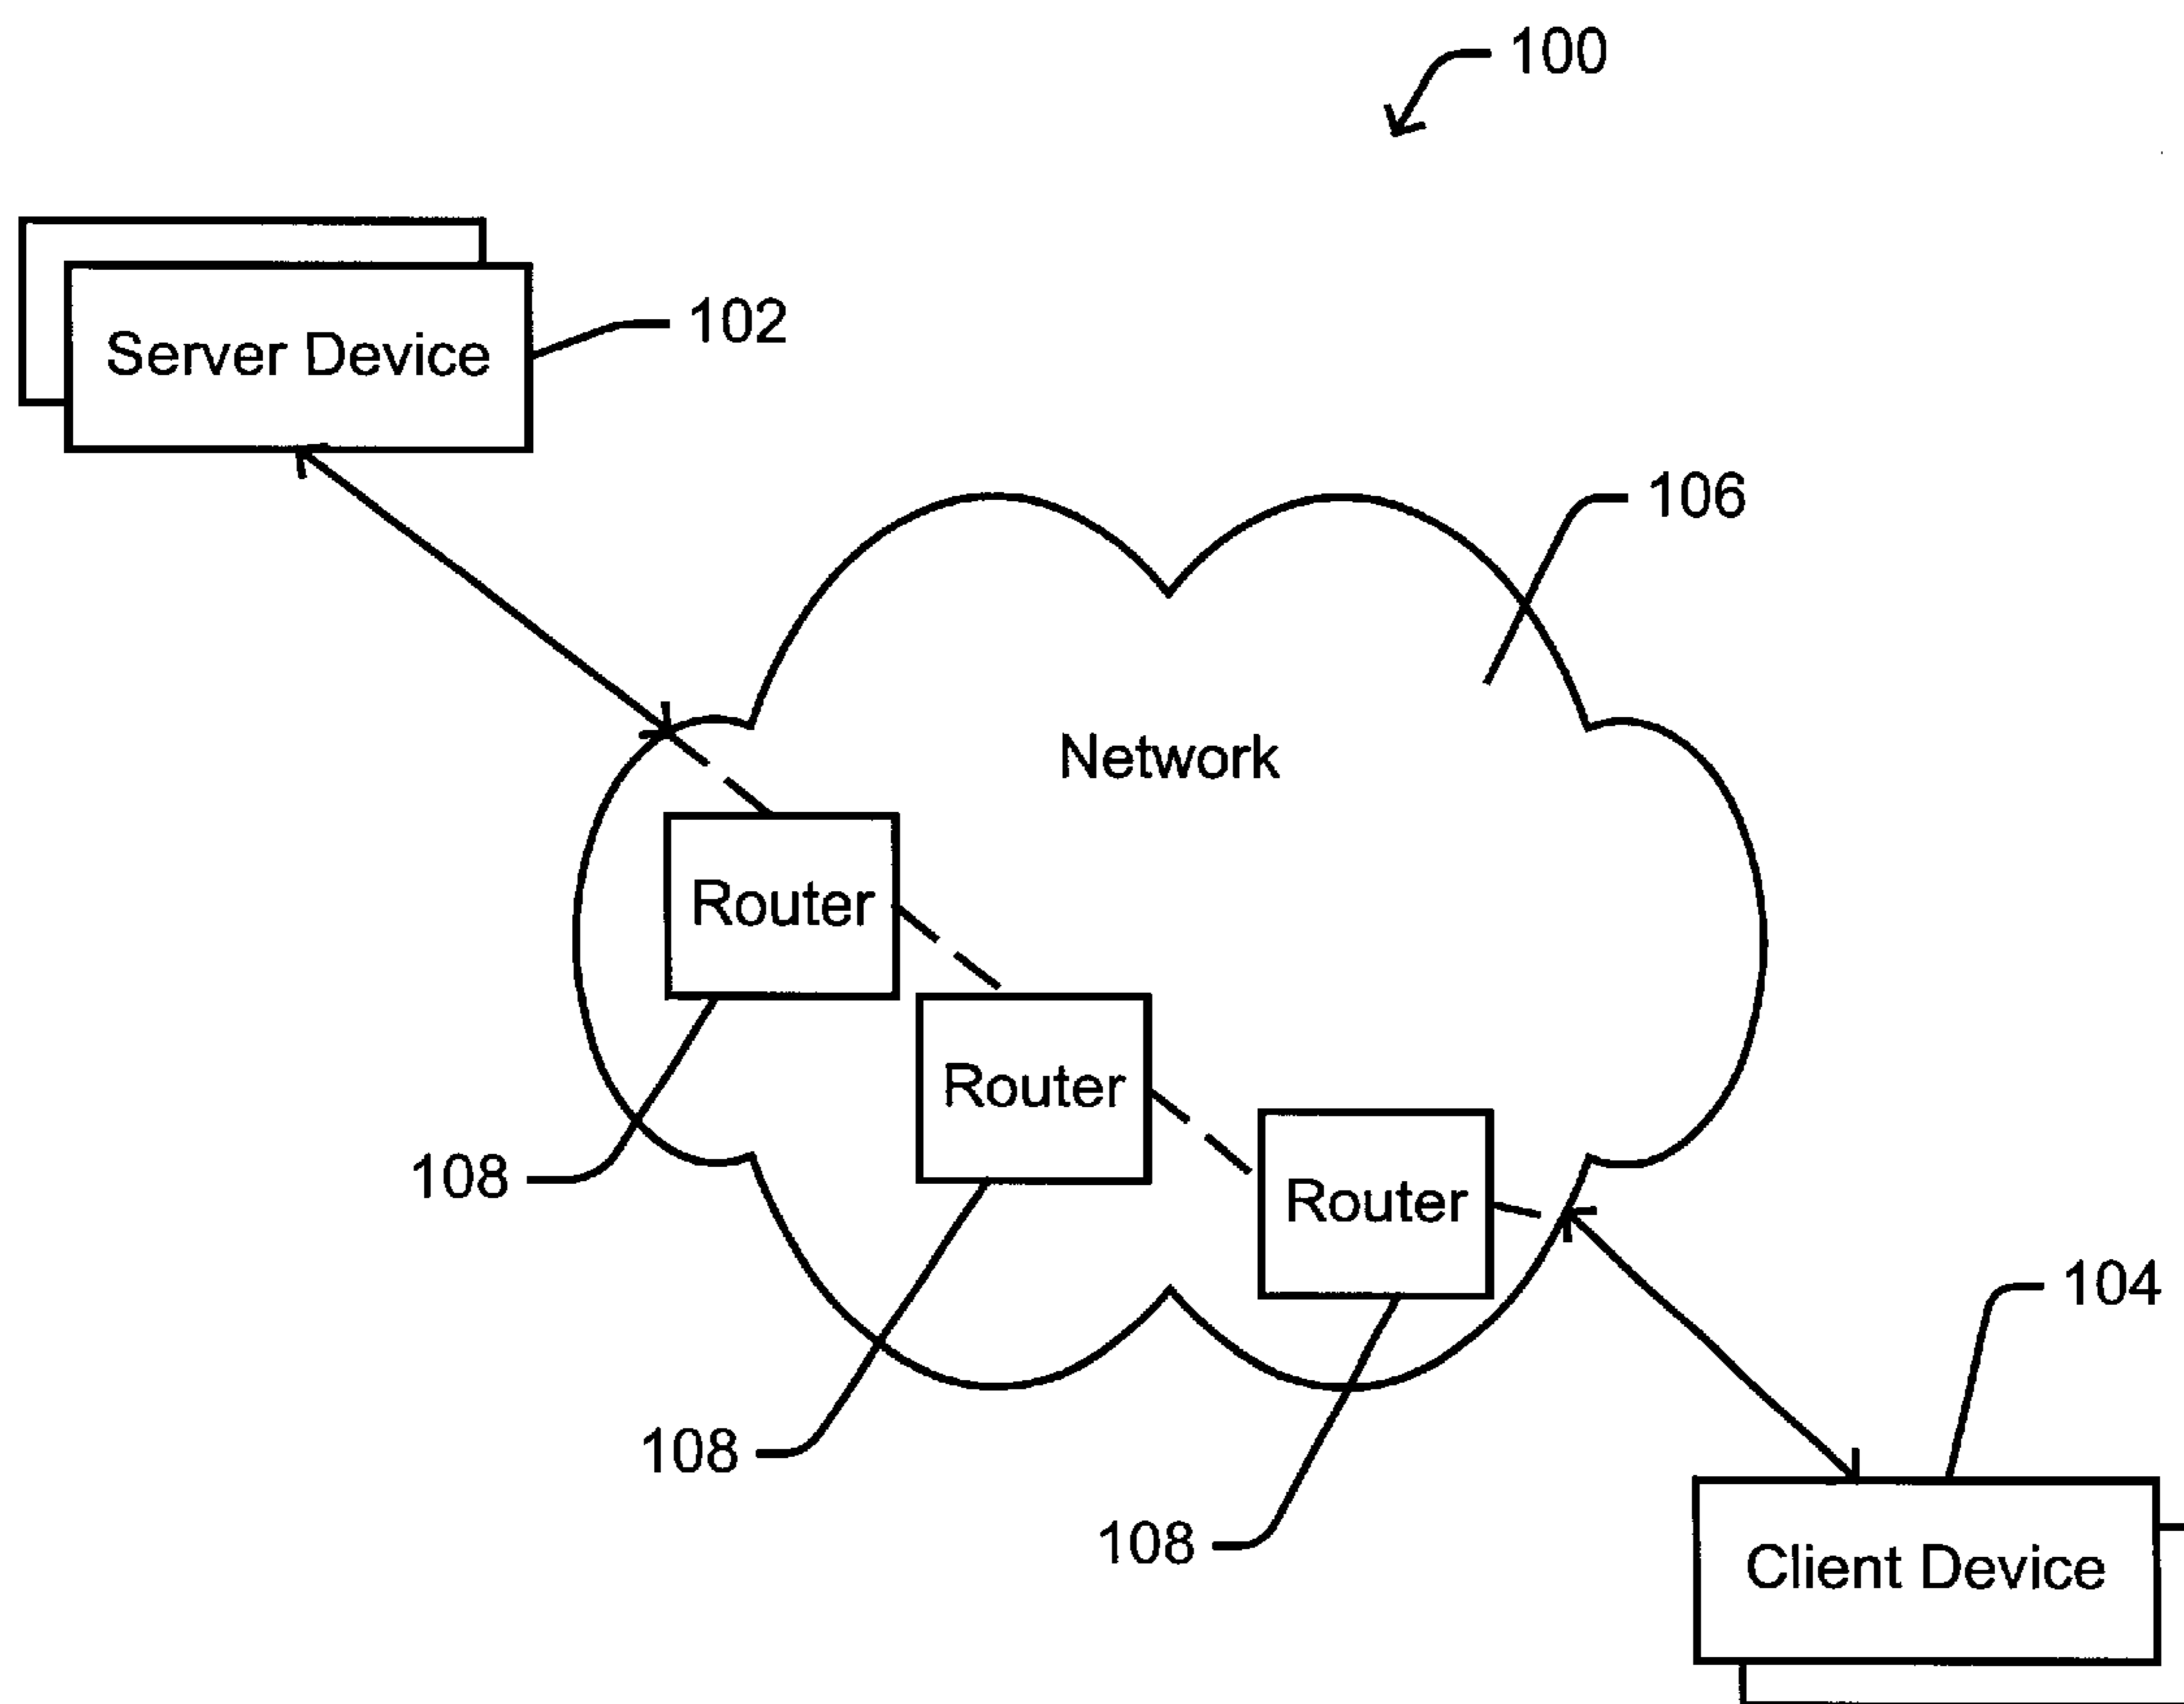 100
Server Device
102
106
Network
Router
Router
108
Router
104
108
108
Client Device